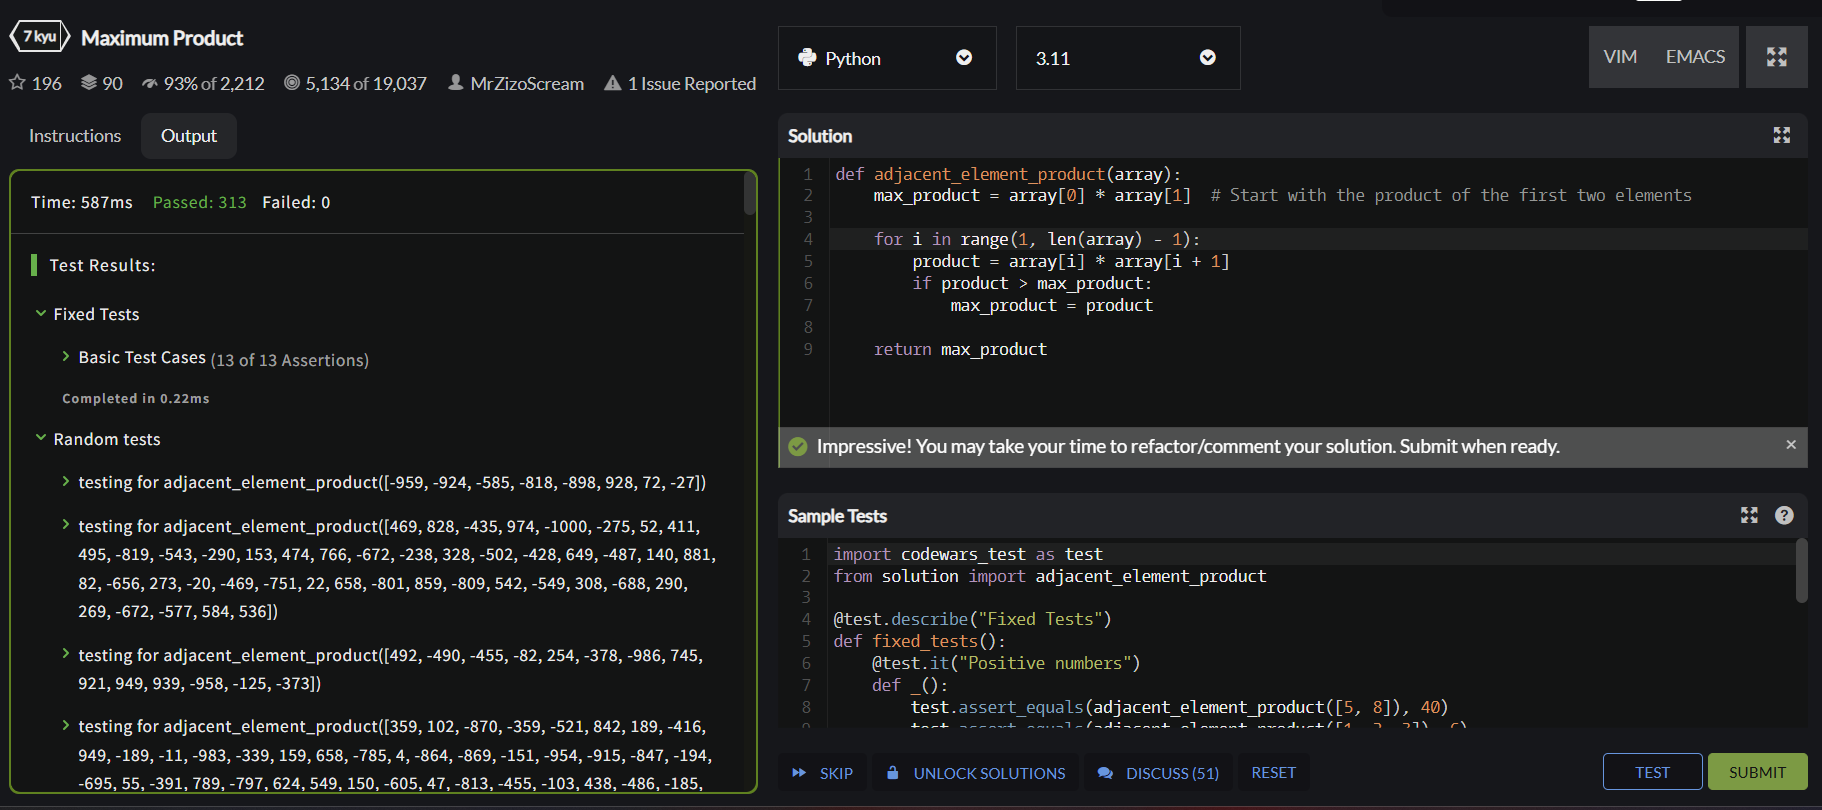 7 kyu Maximum Product
196 90 93% of 2,212 5,134 of 19,037 MrZizoScream 1 Issue Reported
Instructions Output
Time: 587ms Passed: 313 Failed: 0
Test Results:
Fixed Tests
Basic Test Cases (13 of 13 Assertions)
Completed in 0.22ms
Random tests
testing for adjacent_element_product([-959, -924, -585, -818, -898, 928, 72, -27])
testing for adjacent_element_product([469, 828, -435, 974, -1000, -275, 52, 411,
495, -819, -543, -290, 153, 474, 766, -672, -238, 328, -502, -428, 649, -487, 140, 881,
82, -656, 273, -20, -469, -751, 22, 658, -801, 859, -809, 542, -549, 308, -688, 290,
269, -672, -577, 584, 536])
testing for adjacent_element_product([492, -490, -455, -82, 254, -378, -986, 745,
921, 949, 939, -958, -125, -373])
testing for adjacent_element_product([359, 102, -870, -359, -521, 842, 189, -416,
949, -189, -11, -983, -339, 159, 658, -785, 4, -864, -869, -151, -954, -915, -847, -194,
-695, 55, -391, 789, -797, 624, 549, 150, -605, 47, -813, -455, -103, 438, -486, -185,
Python 3.11 VIM EMACS
Solution
1 def adjacent_element_product(array):
2 max_product = array[0] * array[1] # Start with the product of the first two elements
3
4 for i in range(1, len(array) - 1):
5 product = array[i] * array[i + 1]
6 if product > max_product:
7 max_product = product
8
9 return max_product
Impressive! You may take your time to refactor/comment your solution. Submit when ready.
Sample Tests
1 import codewars_test as test
2 from solution import adjacent_element_product
3
4 @test.describe("Fixed Tests")
5 def fixed_tests():
6 @test.it("Positive numbers")
7 def _():
8 test.assert_equals(adjacent_element_product([5, 8]), 40)
SKIP UNLOCK SOLUTIONS DISCUSS (51) RESET TEST SUBMIT